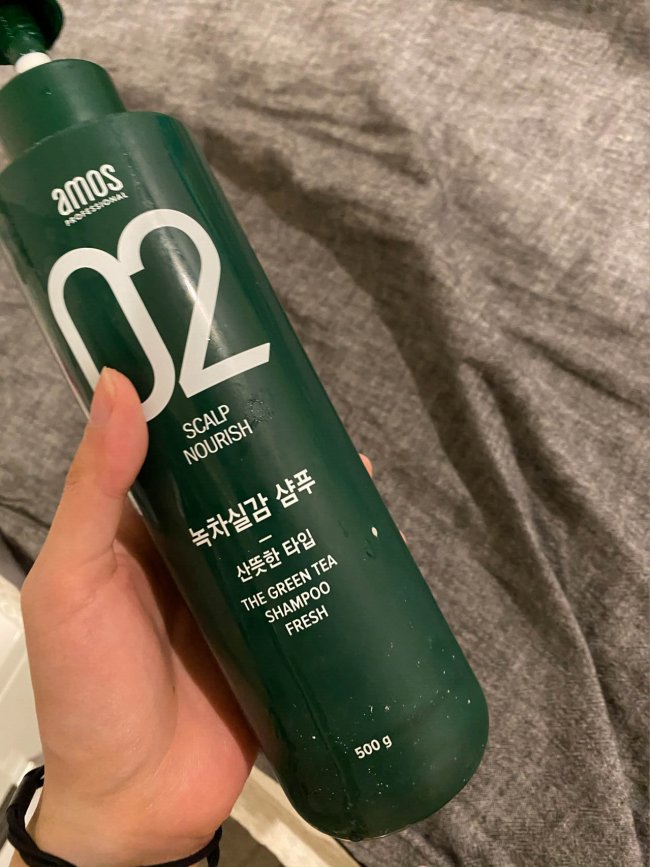 amos
PROFESSIONAL
02
SCALP
NOURISH
녹차실감 샴푸
산뜻한 타입
THE GREEN TEA
SHAMPOO
FRESH
500 g